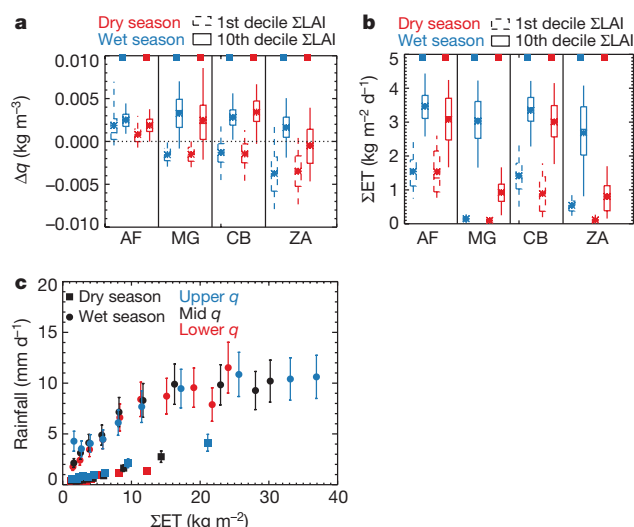 a
Dry season
Wet season
1st decile ΣLAI
10th decile ΣLAI
Δq (kg m⁻³)
0.010
0.005
0.000
−0.005
−0.010
AF MG CB ZA
b
Dry season
Wet season
1st decile ΣLAI
10th decile ΣLAI
ΣET (kg m⁻² d⁻¹)
5
4
3
2
1
0
AF MG CB ZA
c
Dry season
Wet season
Upper q
Mid q
Lower q
Rainfall (mm d⁻¹)
20
15
10
5
0
0 10 20 30 40
ΣET (kg m⁻²)